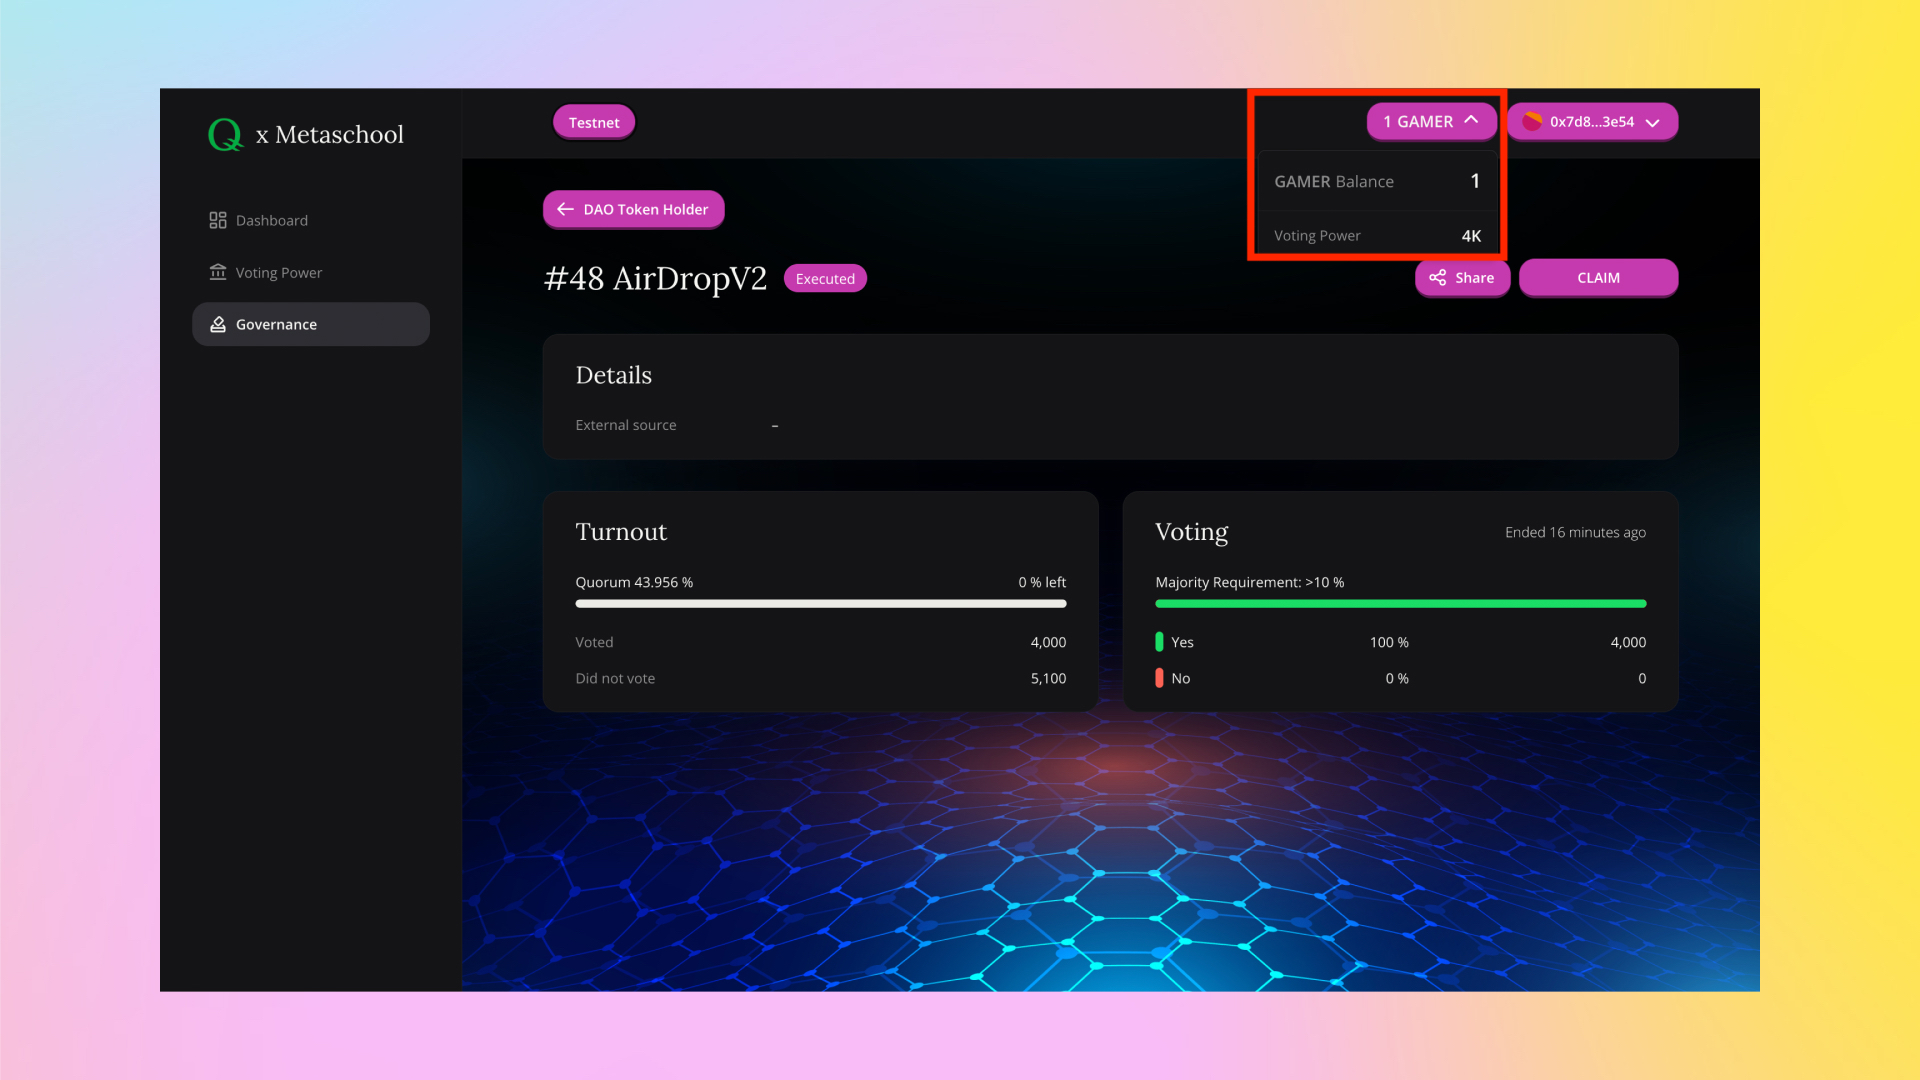 Q x Metaschool
Testnet
1 GAMER
0x7d8...3e54
GAMER Balance 1
Voting Power 4K
Dashboard
Voting Power
Governance
DAO Token Holder
#48 AirDropV2 Executed
Share
CLAIM
Details
External source –
Turnout
Quorum 43.956 % 0 % left
Voted 4,000
Did not vote 5,100
Voting Ended 16 minutes ago
Majority Requirement: >10 %
Yes 100 % 4,000
No 0 % 0